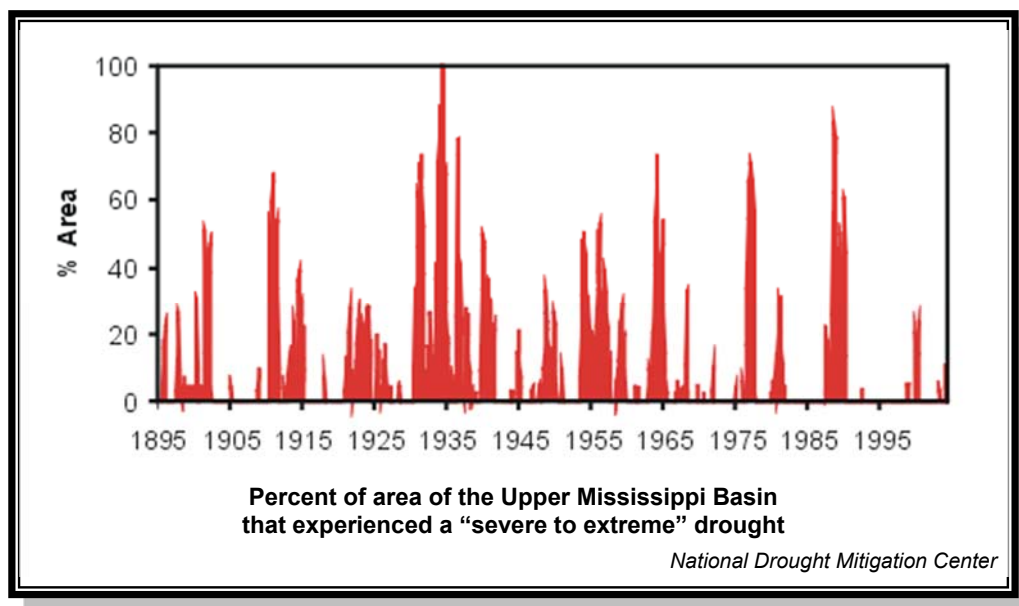 100
80
60
40
20
0
% Area
1895 1905 1915 1925 1935 1945 1955 1965 1975 1985 1995
Percent of area of the Upper Mississippi Basin
that experienced a “severe to extreme” drought
National Drought Mitigation Center